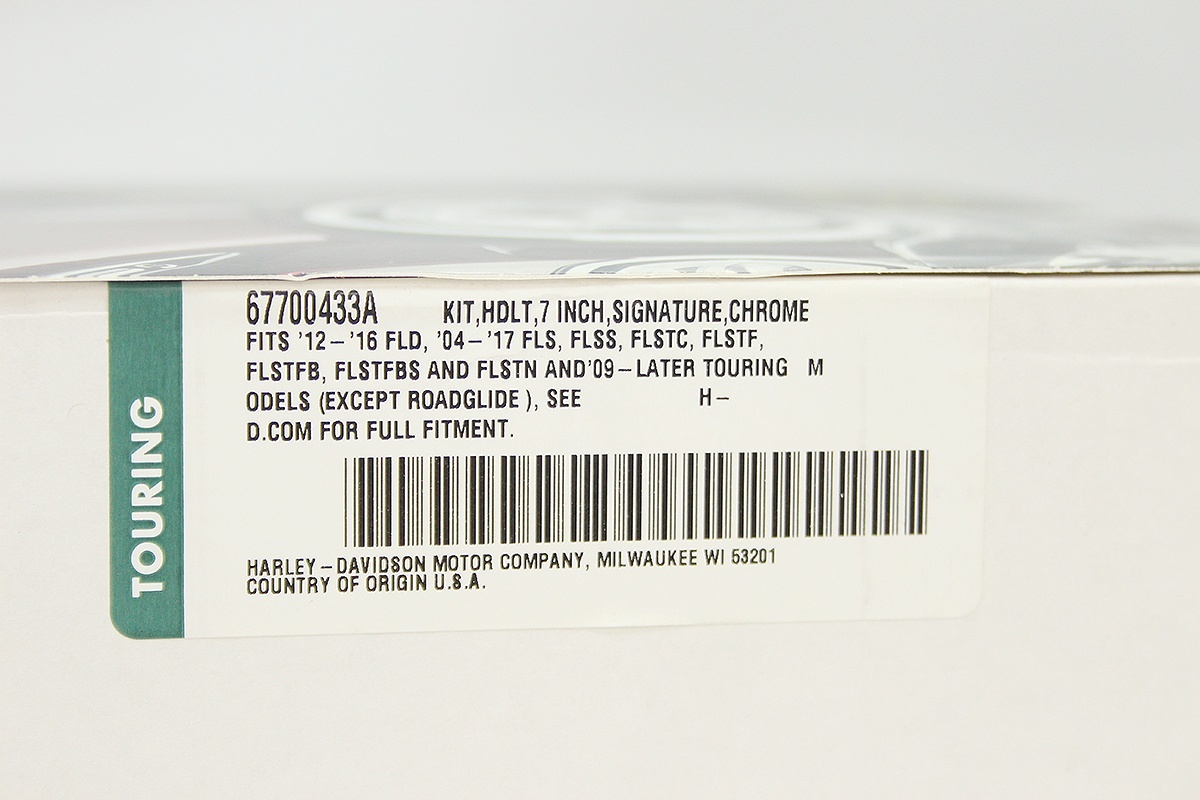 67700433A KIT,HDLT,7 INCH,SIGNATURE,CHROME
FITS '12-'16 FLD, '04-'17 FLS, FLSS, FLSTC, FLSTF,
FLSTFB, FLSTFBS AND FLSTN AND'09-LATER TOURING M
ODELS (EXCEPT ROADGLIDE ), SEE H-
D.COM FOR FULL FITMENT.
HARLEY-DAVIDSON MOTOR COMPANY, MILWAUKEE WI 53201
COUNTRY OF ORIGIN U.S.A.
TOURING